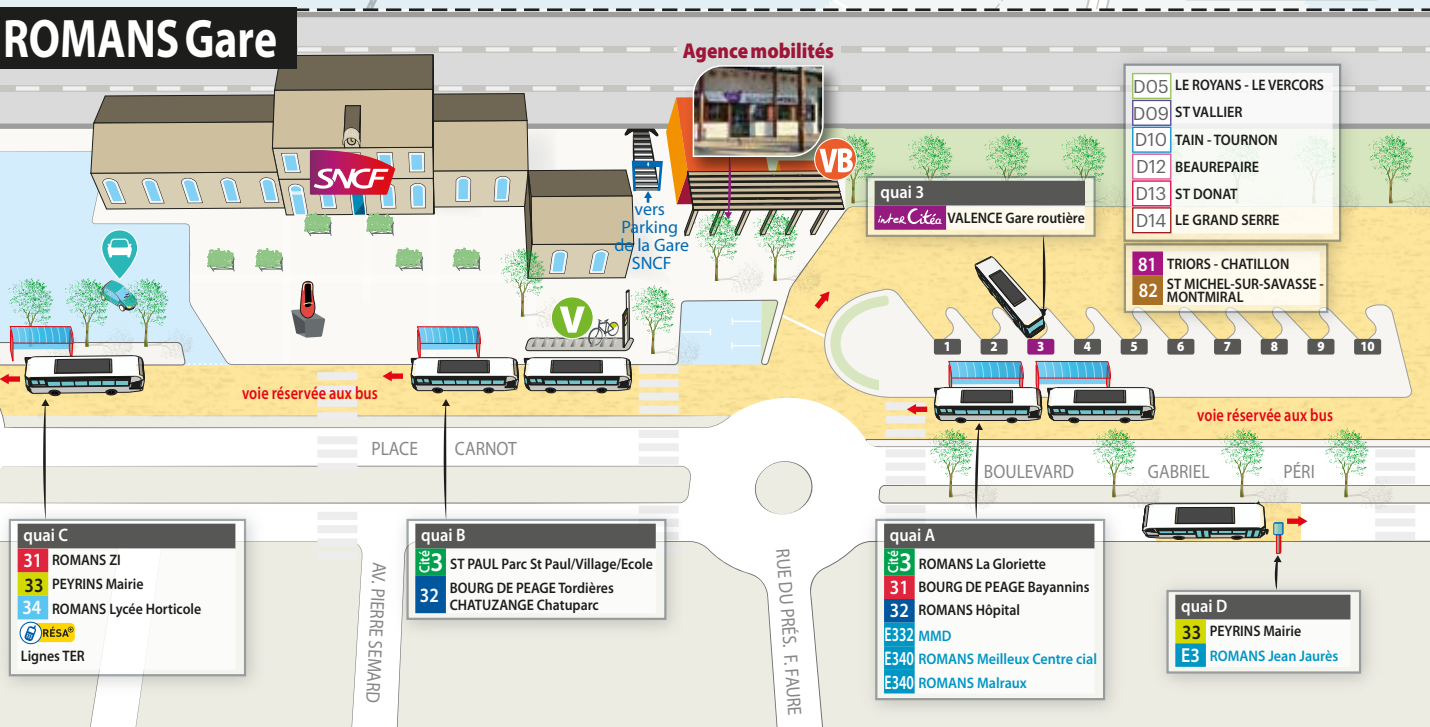 ROMANS Gare
Agence mobilités
SNCF
VB
vers
Parking
de la Gare
SNCF
V
quai 3
inter Citéa VALENCE Gare routière
D05 LE ROYANS - LE VERCORS
D09 ST VALLIER
D10 TAIN - TOURNON
D12 BEAUREPAIRE
D13 ST DONAT
D14 LE GRAND SERRE
81 TRIORS - CHATILLON
82 ST MICHEL-SUR-SAVASSE -
MONTMIRAL
1 2 3 4 5 6 7 8 9 10
voie réservée aux bus
voie réservée aux bus
PLACE CARNOT
BOULEVARD GABRIEL PÉRI
AV. PIERRE SEMARD
RUE DU PRÉS. F. FAURE
quai C
31 ROMANS ZI
33 PEYRINS Mairie
34 ROMANS Lycée Horticole
RÉSA®
Lignes TER
quai B
Cité 3 ST PAUL Parc St Paul/Village/Ecole
32 BOURG DE PEAGE Tordières
CHATUZANGE Chatuparc
quai A
Cité 3 ROMANS La Gloriette
31 BOURG DE PEAGE Bayannins
32 ROMANS Hôpital
E332 MMD
E340 ROMANS Meilleux Centre cial
E340 ROMANS Malraux
quai D
33 PEYRINS Mairie
E3 ROMANS Jean Jaurès